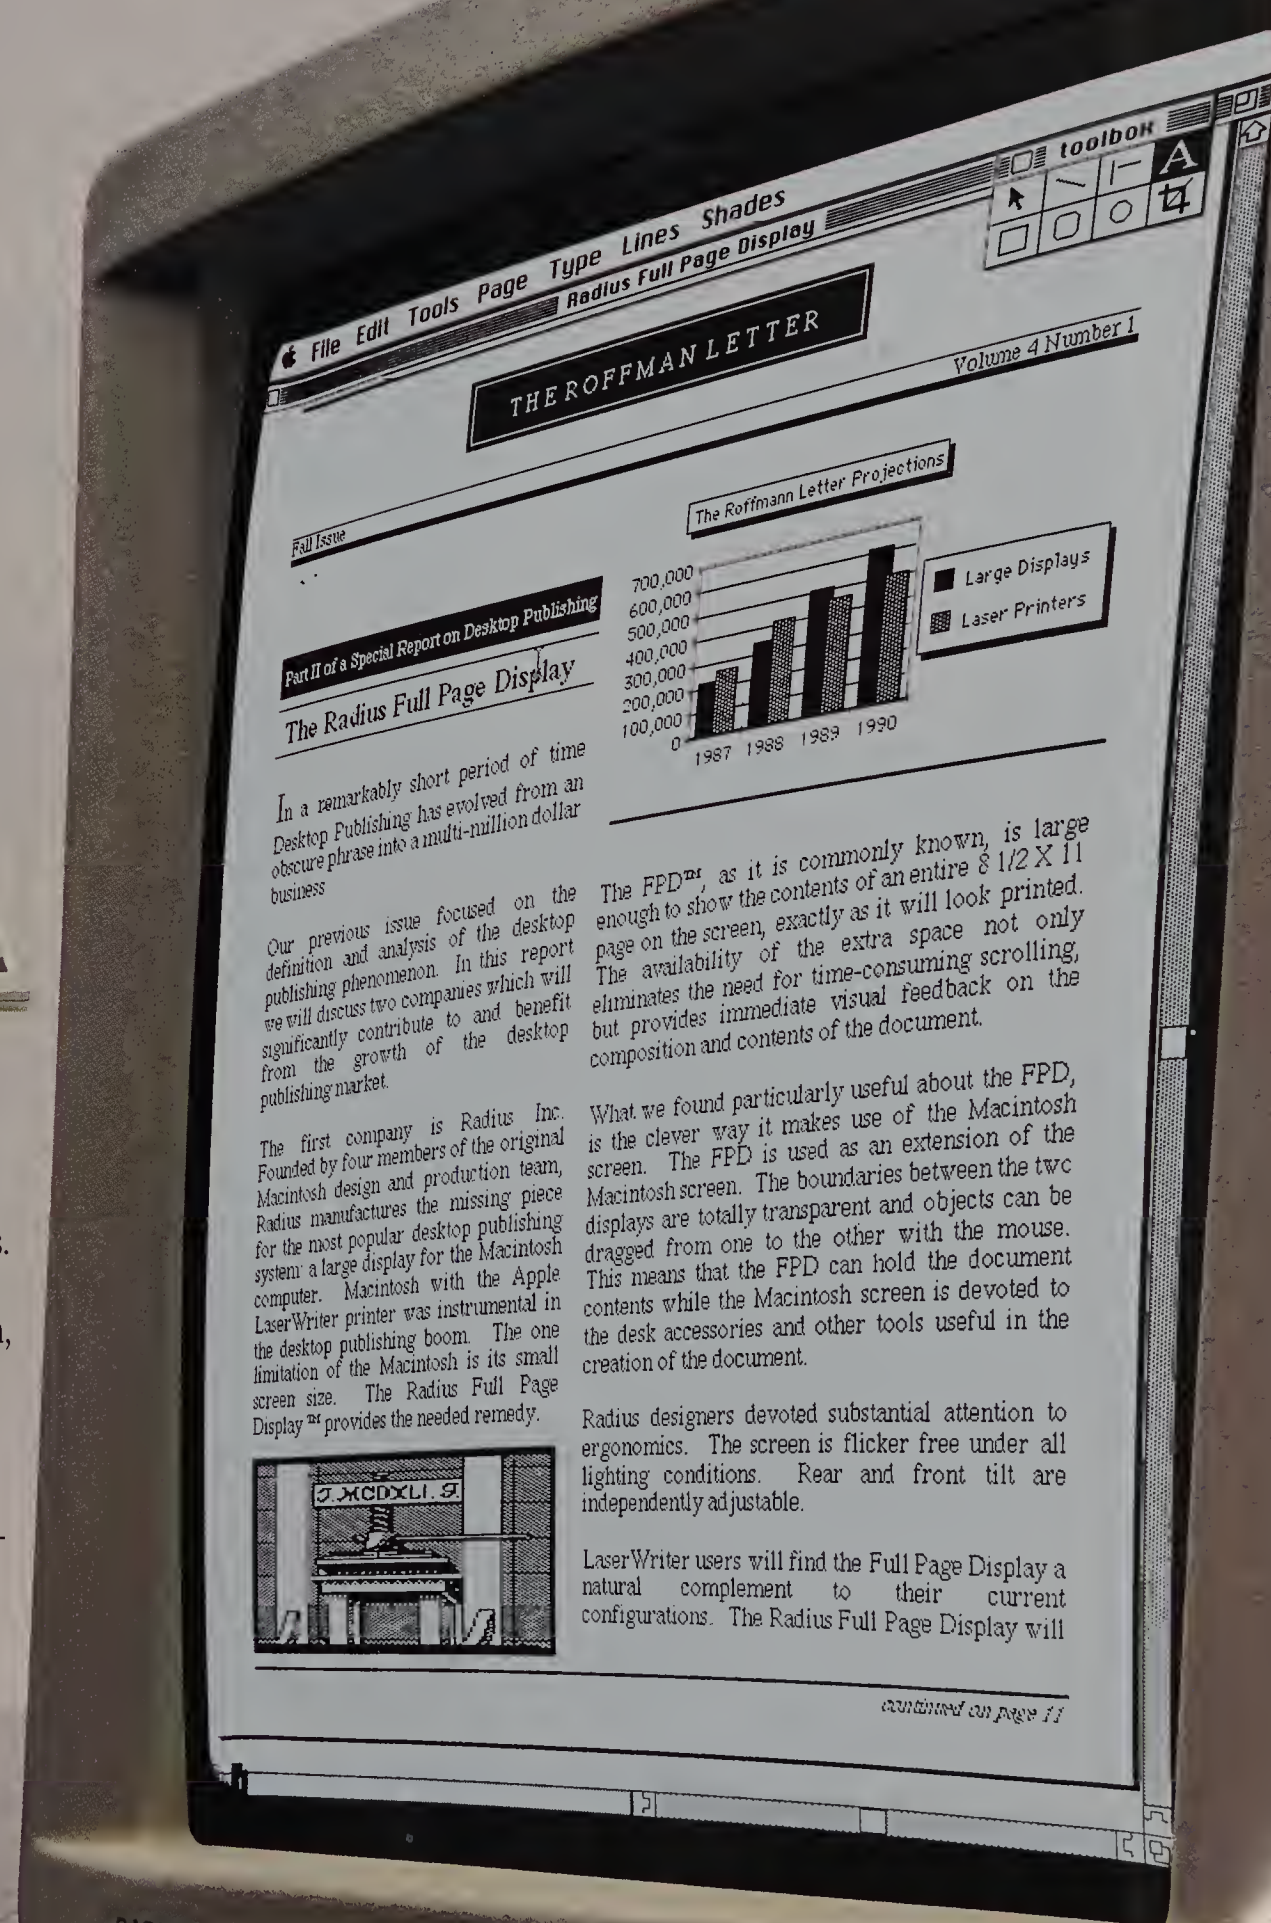 File Edit Tools Page Type Lines Shades
Radius Full Page Display
toolbox
A
THE ROFFMAN LETTER
Fall Issue
Volume 4 Number 1
Part II of a Special Report on Desktop Publishing
The Radius Full Page Display
In a remarkably short period of time
Desktop Publishing has evolved from an
obscure phrase into a multi-million dollar
business
Our previous issue focused on the
definition and analysis of the desktop
publishing phenomenon. In this report
we will discuss two companies which will
significantly contribute to and benefit
from the growth of the desktop
publishing market.
The first company is Radius Inc.
Founded by four members of the original
Macintosh design and production team,
Radius manufactures the missing piece
for the most popular desktop publishing
system: a large display for the Macintosh
computer. Macintosh with the Apple
LaserWriter printer was instrumental in
the desktop publishing boom. The one
limitation of the Macintosh is its small
screen size. The Radius Full Page
Display™ provides the needed remedy.
MCDXLI
The Roffmann Letter Projections
700,000
600,000
500,000
400,000
300,000
200,000
100,000
0
1987 1988 1989 1990
Large Displays
Laser Printers
The FPD™, as it is commonly known, is large
enough to show the contents of an entire 8 1/2 X 11
page on the screen, exactly as it will look printed.
The availability of the extra space not only
eliminates the need for time-consuming scrolling,
but provides immediate visual feedback on the
composition and contents of the document.
What we found particularly useful about the FPD,
is the clever way it makes use of the Macintosh
screen. The FPD is used as an extension of the
Macintosh screen. The boundaries between the two
displays are totally transparent and objects can be
dragged from one to the other with the mouse.
This means that the FPD can hold the document
contents while the Macintosh screen is devoted to
the desk accessories and other tools useful in the
creation of the document.
Radius designers devoted substantial attention to
ergonomics. The screen is flicker free under all
lighting conditions. Rear and front tilt are
independently adjustable.
LaserWriter users will find the Full Page Display a
natural complement to their current
configurations. The Radius Full Page Display will
continued on page 11